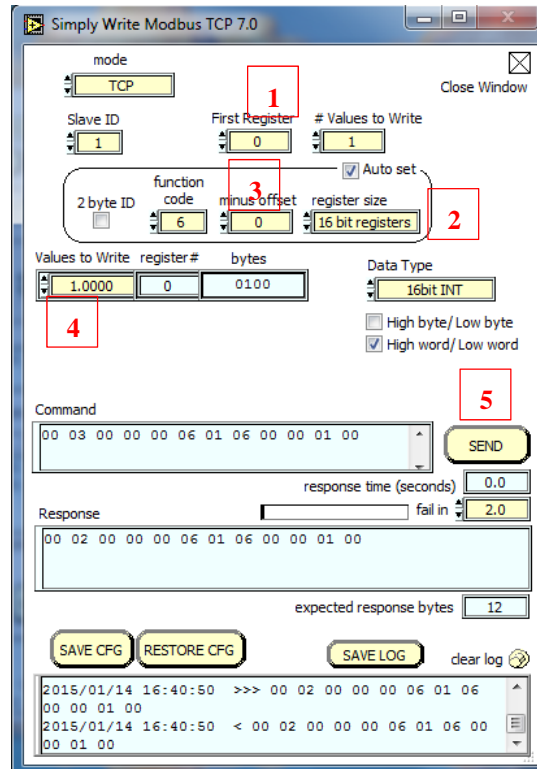 Simply Write Modbus TCP 7.0
mode
TCP
Close Window
1
Slave ID First Register # Values to Write
1 0 1
Auto set
3
2 byte ID function code minus offset register size
6 0 16 bit registers
2
Values to Write register# bytes
1.0000 0 0100
Data Type
16bit INT
4
High byte/Low byte
High word/Low word
5
Command
00 03 00 00 00 06 01 06 00 00 01 00
SEND
response time (seconds) 0.0
Response fail in 2.0
00 02 00 00 00 06 01 06 00 00 01 00
expected response bytes 12
SAVE CFG RESTORE CFG SAVE LOG clear log
2015/01/14 16:40:50 >>> 00 02 00 00 00 06 01 06
00 00 01 00
2015/01/14 16:40:50 < 00 02 00 00 00 06 01 06 00
00 01 00